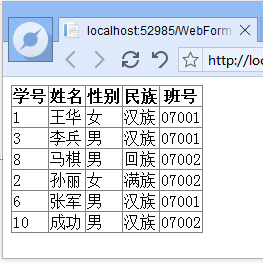 localhost:52985/WebForm
http://loc
学号 姓名 性别 民族 班号
1 王华 女 汉族 07001
3 李兵 男 汉族 07001
8 马棋 男 回族 07002
2 孙丽 女 满族 07002
6 张军 男 汉族 07001
10 成功 男 汉族 07002